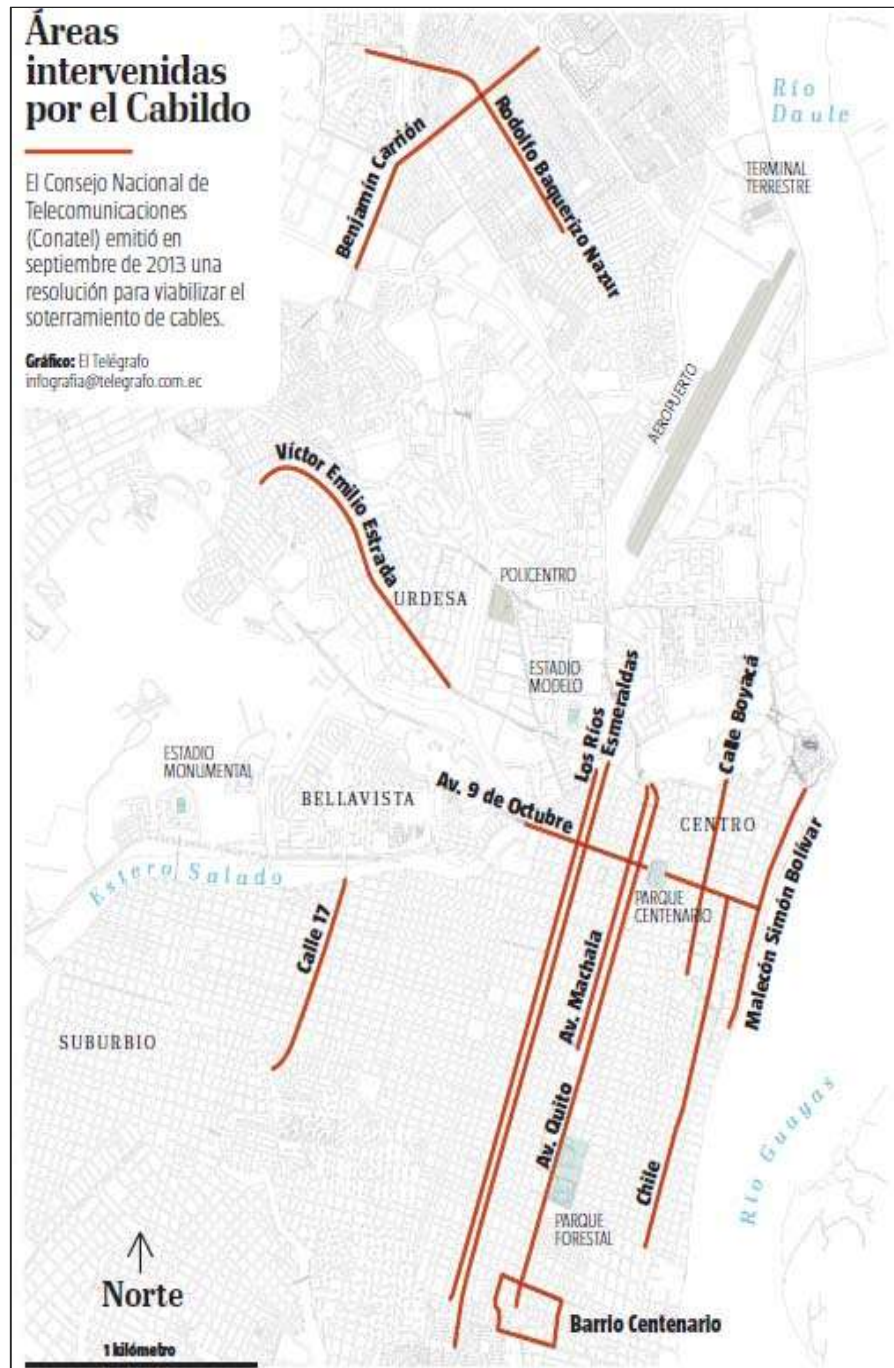 Áreas
intervenidas
por el Cabildo
El Consejo Nacional de
Telecomunicaciones
(Conatel) emitió en
septiembre de 2013 una
resolución para viabilizar el
soterramiento de cables.
Gráfico: El Telégrafo
infografia@telegrafo.com.ec
Río
Daule
TERMINAL
TERRESTRE
Benjamín Carrión
Rodolfo Baquerizo Nazur
AEROPUERTO
Víctor Emilio Estrada
URDESA
POLICENTRO
ESTADIO
MODELO
Los Ríos
Esmeraldas
Calle Boyacá
ESTADIO
MONUMENTAL
BELLAVISTA
Av. 9 de Octubre
CENTRO
Estero Salado
PARQUE
CENTENARIO
Malecón Simón Bolívar
Calle 17
Av. Machala
SUBURBIO
Av. Quito
Chile
Río Guayas
PARQUE
FORESTAL
Norte
Barrio Centenario
1 kilómetro